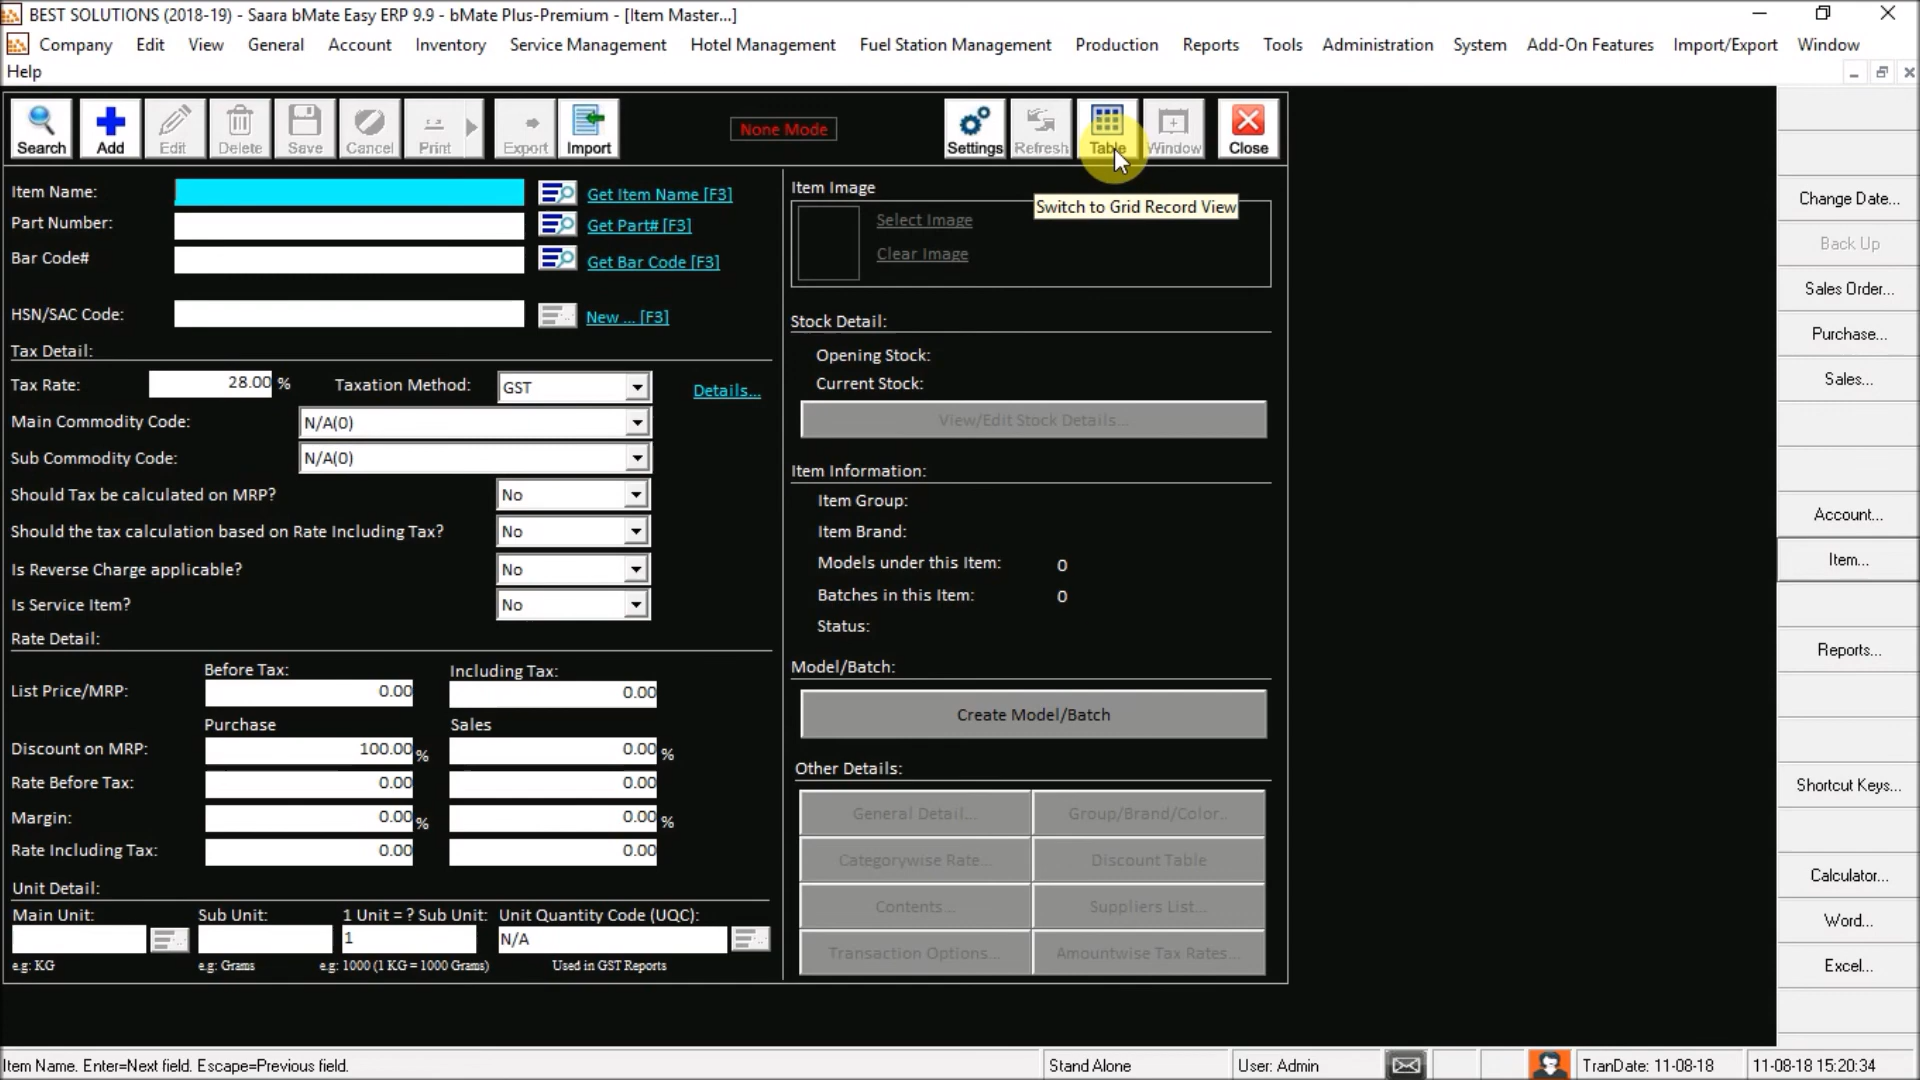 BEST SOLUTIONS (2018-19) - Saara bMate Easy ERP 9.9 - bMate Plus-Premium - [Item Master...]
Company Edit View General Account Inventory Service Management Hotel Management Fuel Station Management Production Reports Tools Administration System Add-On Features Import/Export Window
Help
Search Add Edit Delete Save Cancel Print Export Import None Mode Settings Refresh Table Window Close
Switch to Grid Record View
Item Name: Get Item Name [F3]
Part Number: Get Part# [F3]
Bar Code# Get Bar Code [F3]
HSN/SAC Code: New ... [F3]
Tax Detail:
Tax Rate: 28.00 % Taxation Method: GST Details...
Main Commodity Code: N/A(0)
Sub Commodity Code: N/A(0)
Should Tax be calculated on MRP? No
Should the tax calculation based on Rate Including Tax? No
Is Reverse Charge applicable? No
Is Service Item? No
Rate Detail:
Before Tax: Including Tax:
List Price/MRP: 0.00 0.00
Purchase Sales
Discount on MRP: 100.00 % 0.00 %
Rate Before Tax: 0.00 0.00
Margin: 0.00 % 0.00 %
Rate Including Tax: 0.00 0.00
Unit Detail:
Main Unit: Sub Unit: 1 Unit = ? Sub Unit: Unit Quantity Code (UQC):
1 N/A
e.g: KG e.g: Grams e.g: 1000 (1 KG = 1000 Grams) Used in GST Reports
Item Image
Select Image
Clear Image
Stock Detail:
Opening Stock:
Current Stock:
View/Edit Stock Details...
Item Information:
Item Group:
Item Brand:
Models under this Item: 0
Batches in this Item: 0
Status:
Model/Batch:
Create Model/Batch
Other Details:
General Detail... Group/Brand/Color..
Categorywise Rate... Discount Table
Contents... Suppliers List...
Transaction Options... Amountwise Tax Rates...
Change Date...
Back Up
Sales Order...
Purchase...
Sales...
Account...
Item...
Reports...
Shortcut Keys...
Calculator...
Word...
Excel...
Item Name. Enter=Next field. Escape=Previous field. Stand Alone User: Admin TranDate: 11-08-18 11-08-18 15:20:34